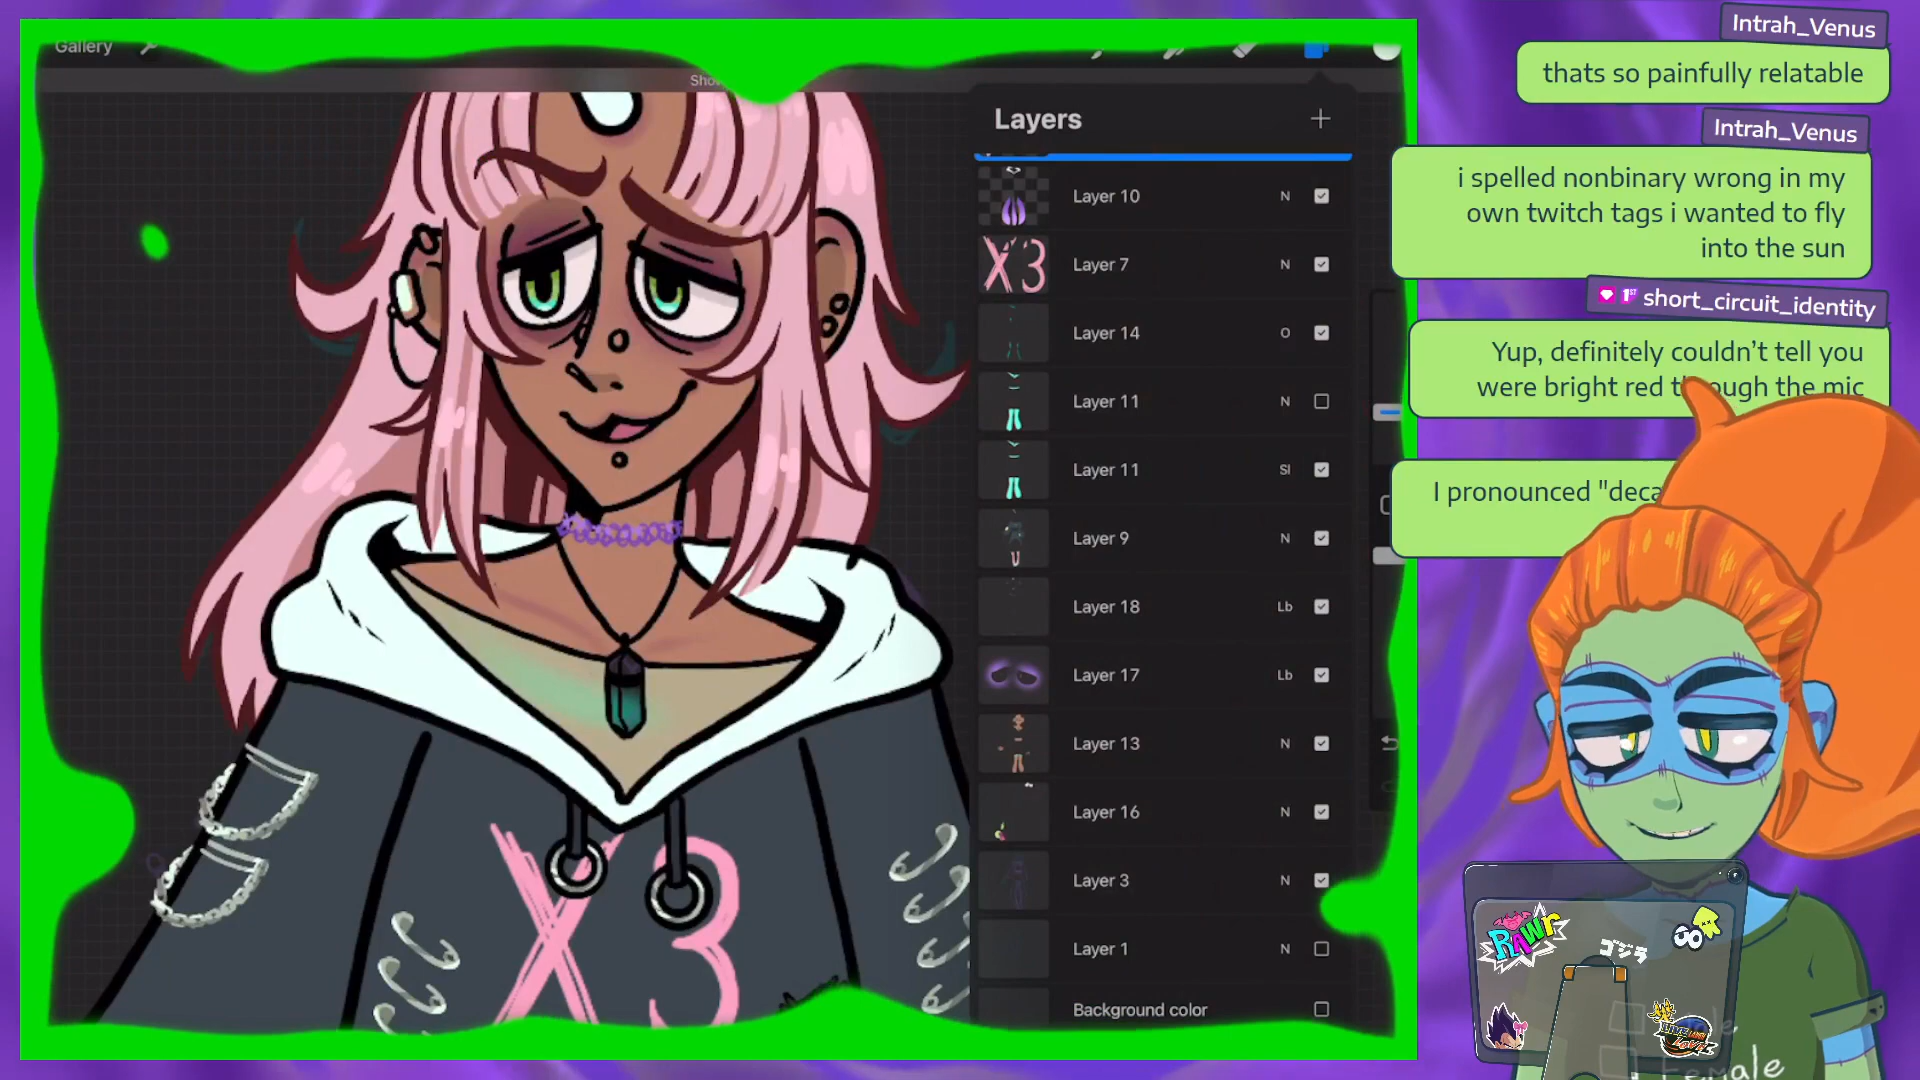 Gallery
Layers
Layer 10
N
Layer 7
N
X3
Layer 14
O
Layer 11
N
Layer 11
Sl
Layer 9
N
Layer 18
Lb
Layer 17
Lb
Layer 13
N
Layer 16
N
Layer 3
N
Layer 1
N
Background color
X3
Intrah_Venus
thats so painfully relatable
Intrah_Venus
i spelled nonbinary wrong in my
own twitch tags i wanted to fly
into the sun
1ST short_circuit_identity
Yup, definitely couldn't tell you
were bright red through the mic
I pronounced
RAWr
ゴジラ
Female